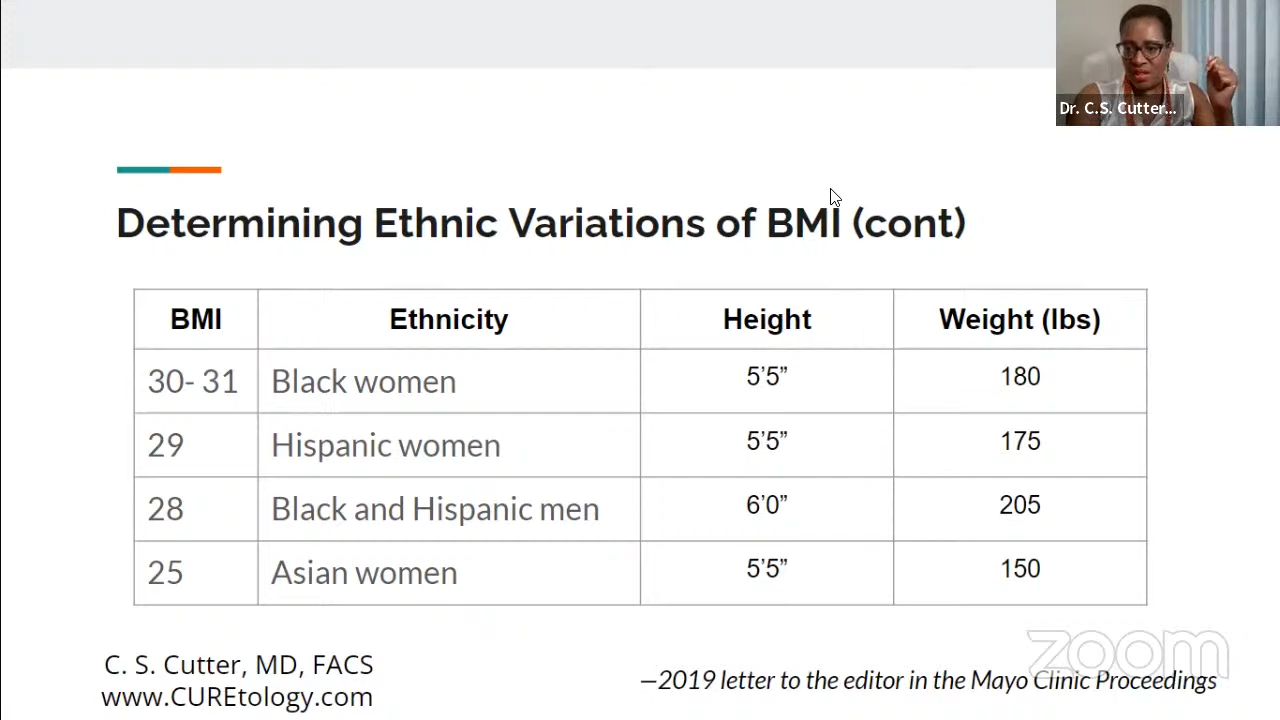 Dr. C.S. Cutter...
Determining Ethnic Variations of BMI (cont)
BMI Ethnicity Height Weight (lbs)
30- 31 Black women 5’5” 180
29 Hispanic women 5’5” 175
28 Black and Hispanic men 6’0” 205
25 Asian women 5’5” 150
C. S. Cutter, MD, FACS
www.CUREtology.com
—2019 letter to the editor in the Mayo Clinic Proceedings
zoom